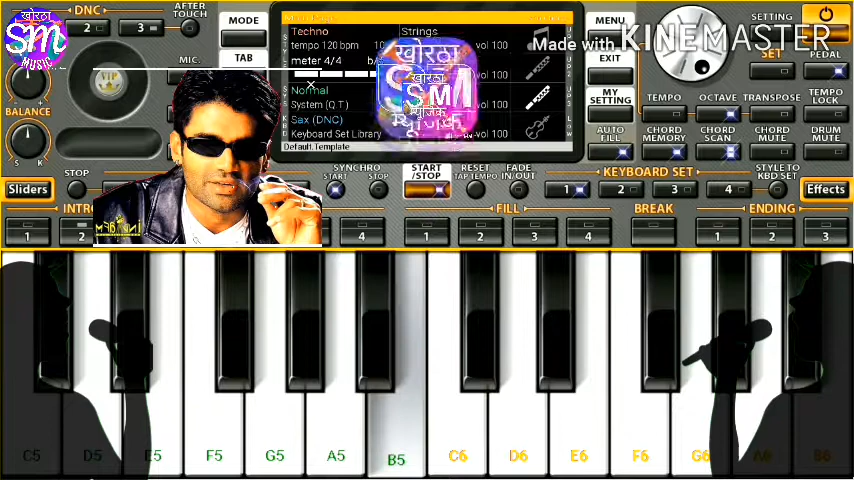 खोरठा
SM
MUSIC
DNC
2
3
AFTER
TOUCH
MODE
TAB
MIC.
BALANCE
S K
Techno
tempo 120 bpm
meter 4/4
Normal
System (Q.T)
Sax (DNC)
Keyboard Set Library
Default.Template
Strings
vol 100
vol 100
vol 100
vol 100
खोरठा
SM
खोरठा
SM
म्यूजिक
Made with KINEMASTER
MENU
EXIT
MY
SETTING
AUTO
FILL
SETTING
SET
PEDAL
TEMPO
OCTAVE
TRANSPOSE
TEMPO
LOCK
CHORD
MEMORY
CHORD
SCAN
CHORD
MUTE
DRUM
MUTE
Sliders
STOP
SYNCHRO
START
STOP
START
/STOP
RESET
TAP TEMPO
FADE
IN/OUT
KEYBOARD SET
1
2
3
4
STYLE TO
KBD SET
Effects
INTRO
1
2
4
FILL
1
2
3
4
BREAK
ENDING
1
2
3
C5 D5 E5 F5 G5 A5 B5 C6 D6 E6 F6 G6 A6 B6